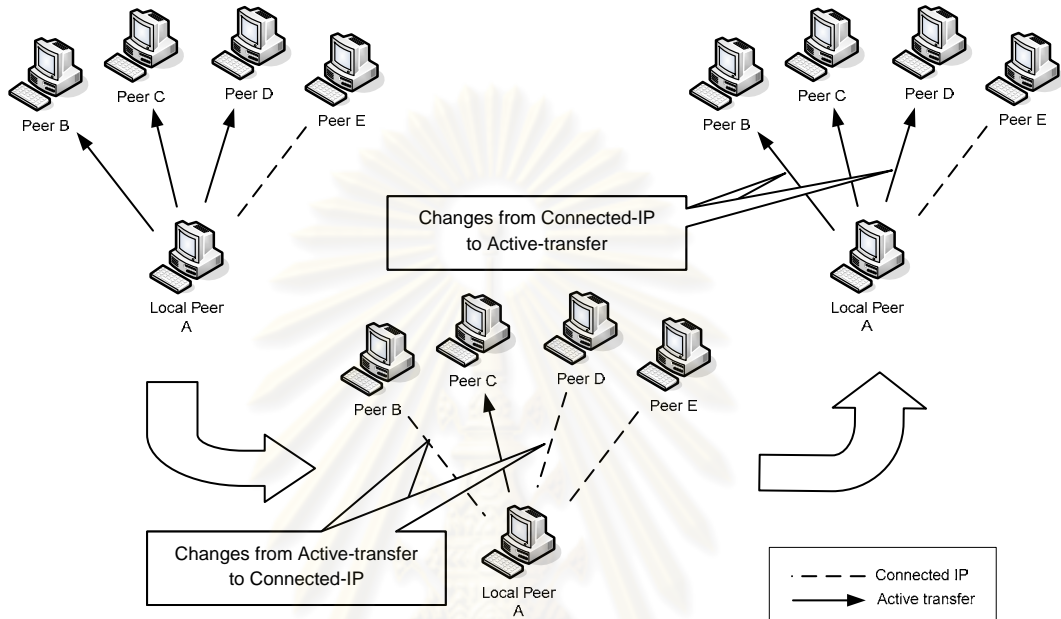 Peer B
Peer C
Peer D
Peer E
Local Peer
A
Peer B
Peer C
Peer D
Peer E
Local Peer
A
Changes from Connected-IP
to Active-transfer
Peer B
Peer C
Peer D
Peer E
Local Peer
A
Changes from Active-transfer
to Connected-IP
Connected IP
Active transfer